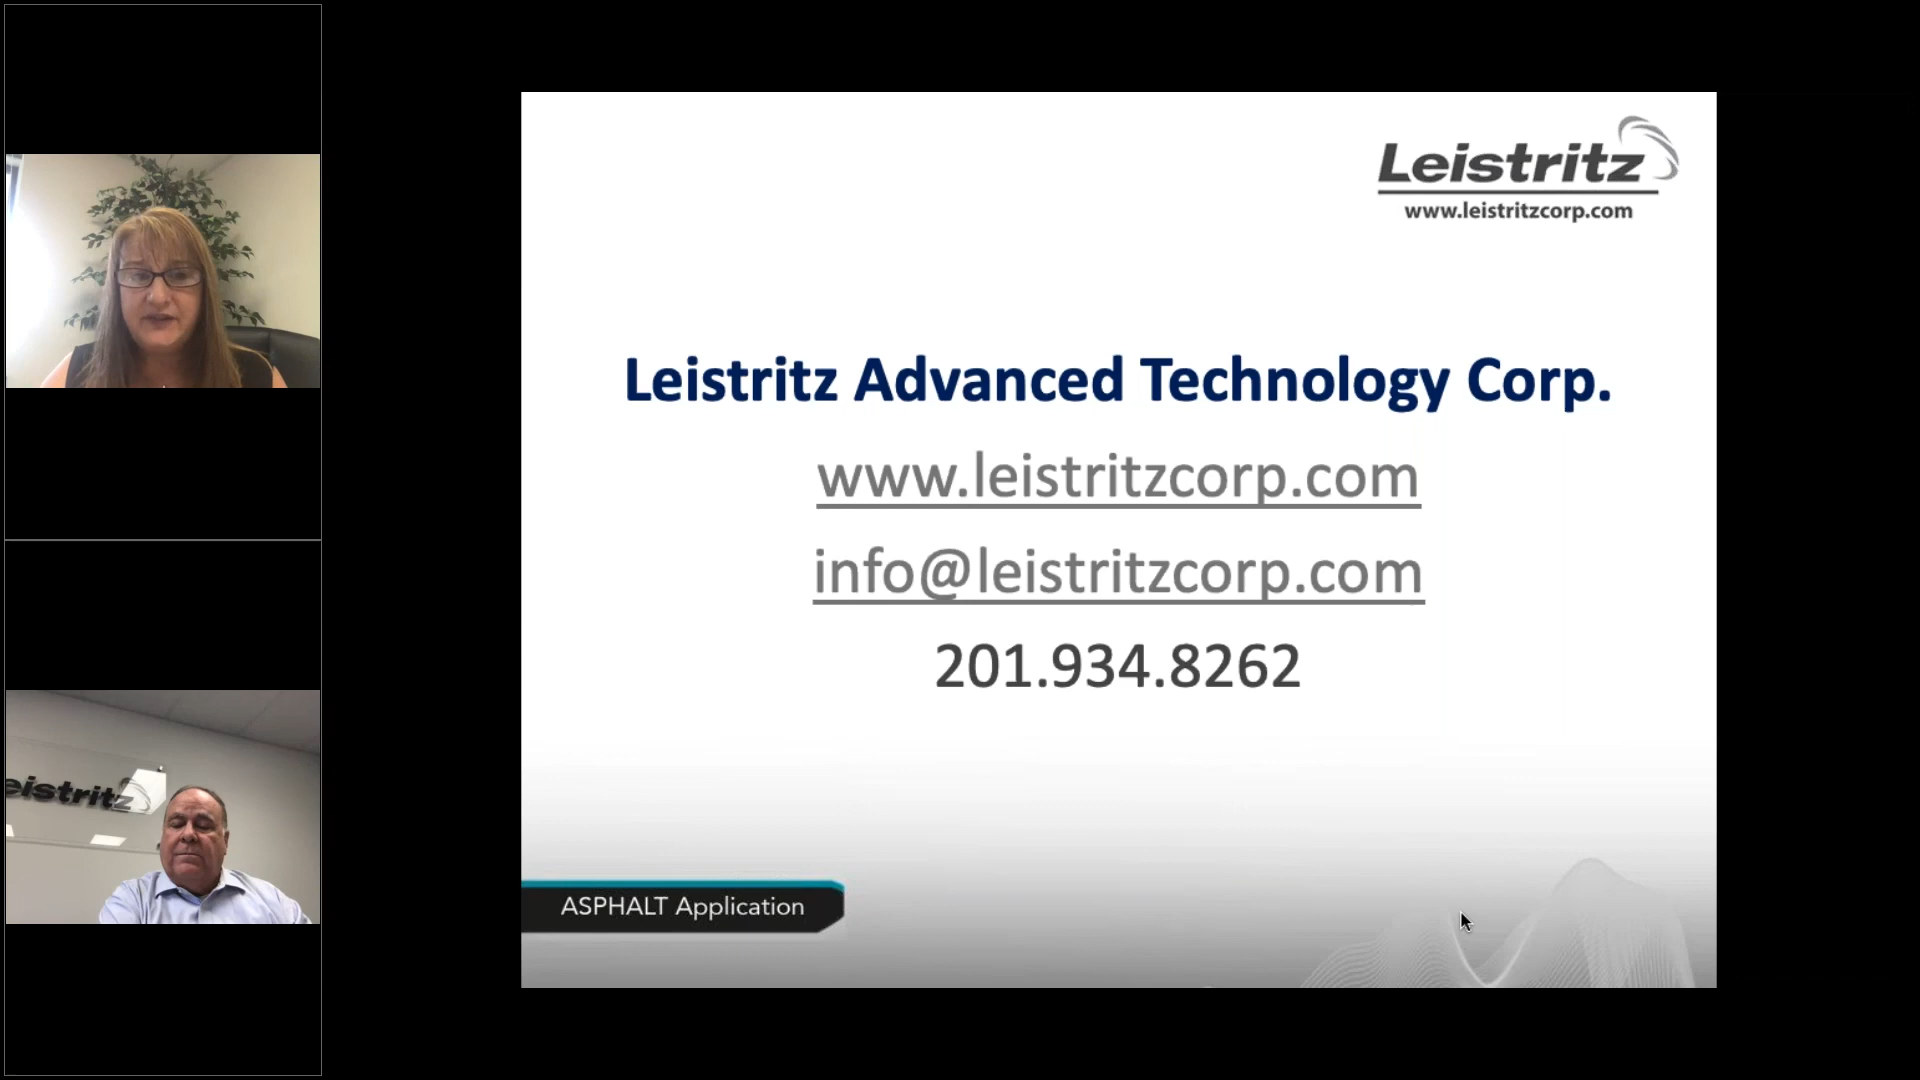 Leistritz
www.leistritzcorp.com
Leistritz Advanced Technology Corp.
www.leistritzcorp.com
info@leistritzcorp.com
201.934.8262
eistritz
ASPHALT Application